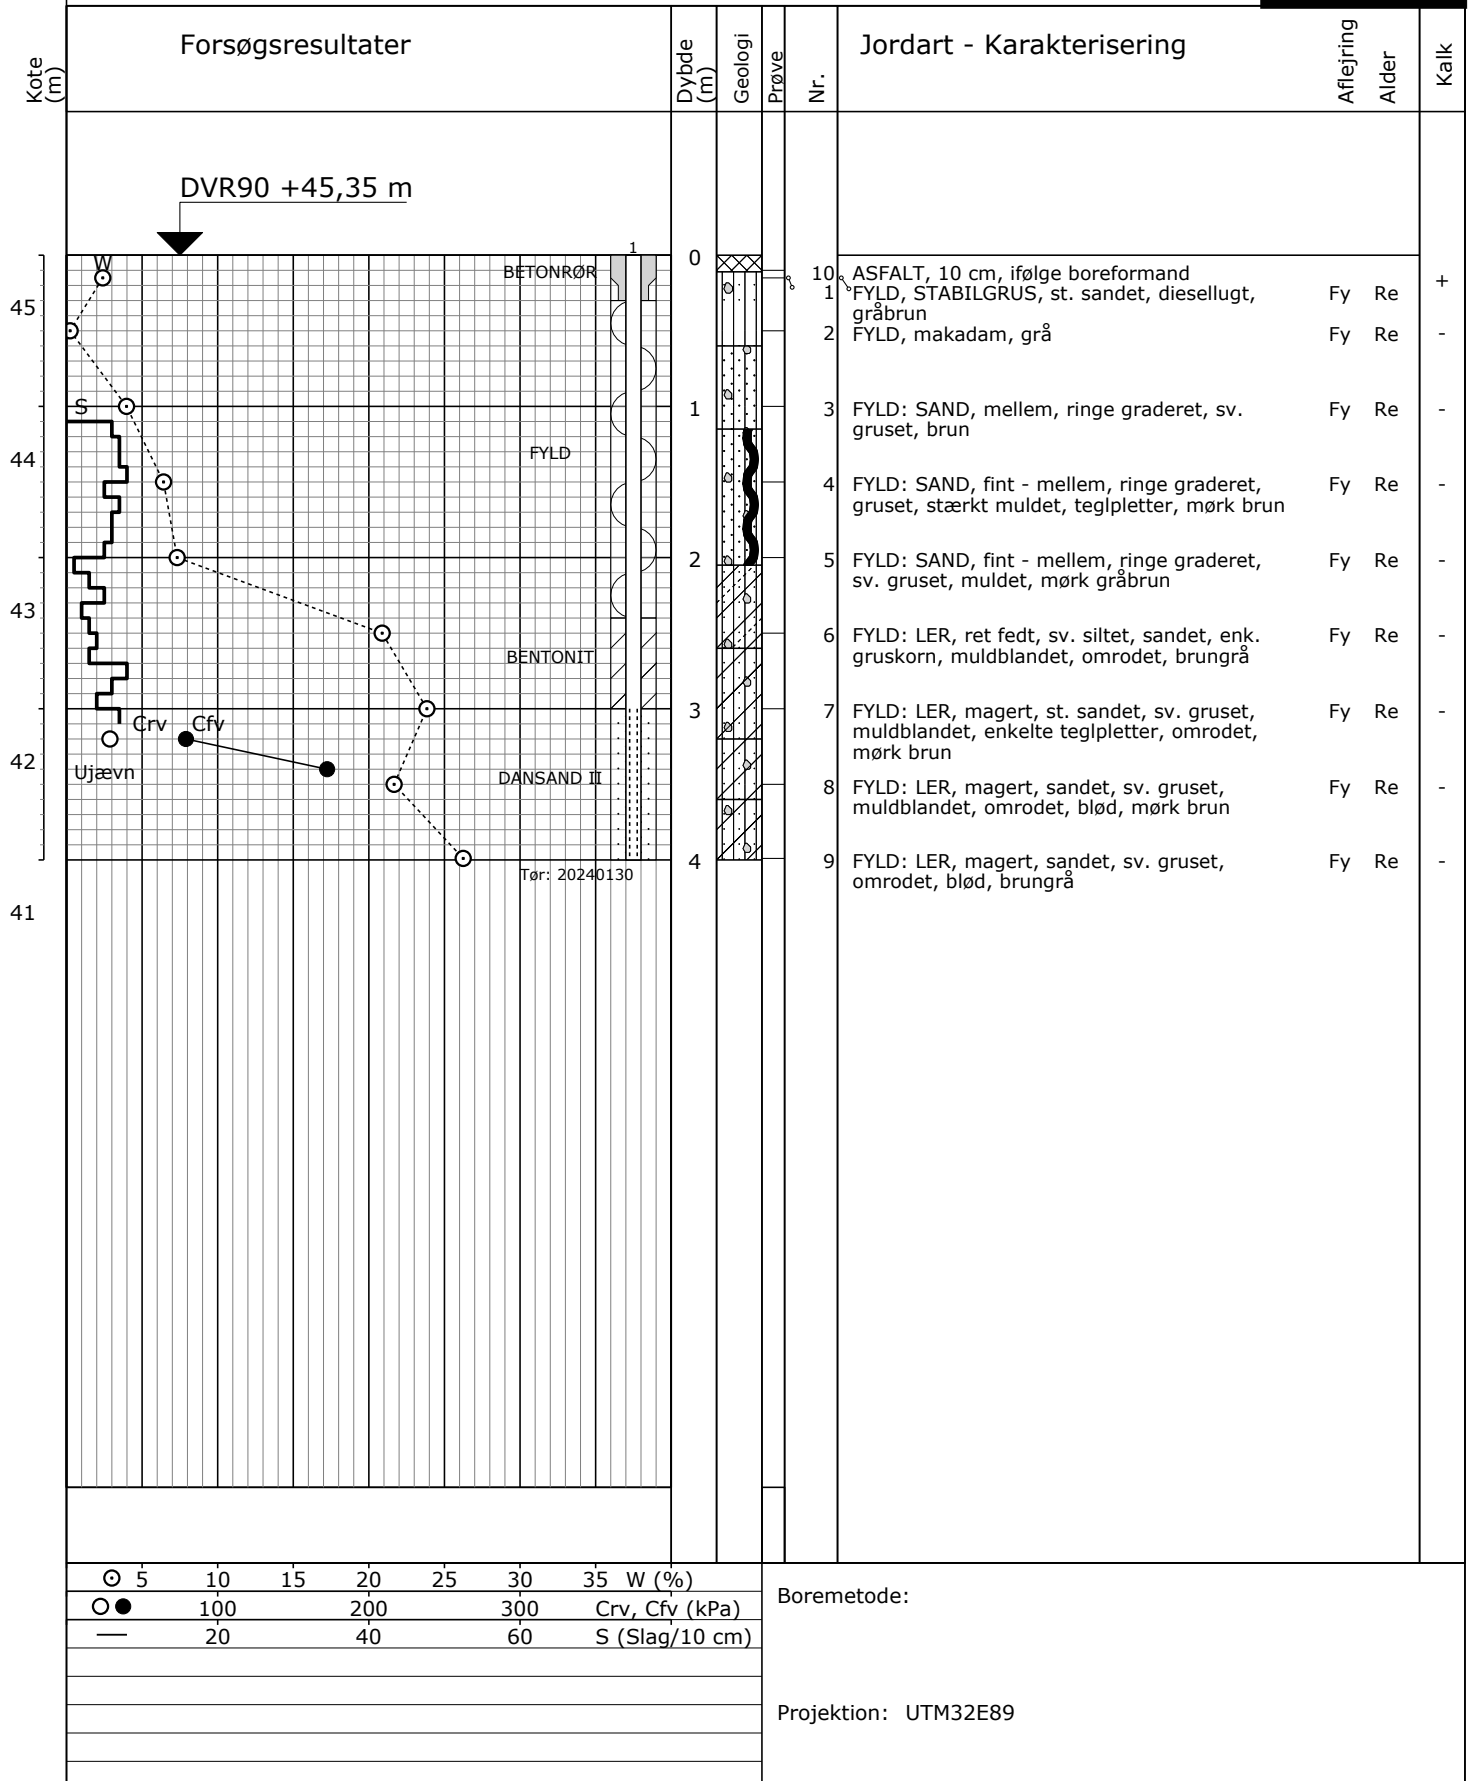 Kote
(m)
Forsøgsresultater
Dybde
(m)
Geologi
Prøve
Nr.
Jordart - Karakterisering
Aflejring
Alder
Kalk
DVR90 +45,35 m
1
W
BETONRØR
0
10 ASFALT, 10 cm, ifølge boreformand
+
45
1 FYLD, STABILGRUS, st. sandet, diesellugt, Fy Re
gråbrun
2 FYLD, makadam, grå Fy Re -
S
1
3 FYLD: SAND, mellem, ringe graderet, sv. Fy Re -
gruset, brun
44
FYLD
4 FYLD: SAND, fint - mellem, ringe graderet, Fy Re -
gruset, stærkt muldet, teglpletter, mørk brun
2
5 FYLD: SAND, fint - mellem, ringe graderet, Fy Re -
sv. gruset, muldet, mørk gråbrun
43
6 FYLD: LER, ret fedt, sv. siltet, sandet, enk. Fy Re -
gruskorn, muldblandet, omrodet, brungrå
BENTONIT
3
7 FYLD: LER, magert, st. sandet, sv. gruset, Fy Re -
muldblandet, enkelte teglpletter, omrodet,
mørk brun
Crv Cfv
42
Ujævn
DANSAND II
8 FYLD: LER, magert, sandet, sv. gruset, Fy Re -
muldblandet, omrodet, blød, mørk brun
4
9 FYLD: LER, magert, sandet, sv. gruset, Fy Re -
omrodet, blød, brungrå
Tør: 20240130
41
5 10 15 20 25 30 35 W (%)
100 200 300 Crv, Cfv (kPa)
20 40 60 S (Slag/10 cm)
Boremetode:
Projektion: UTM32E89